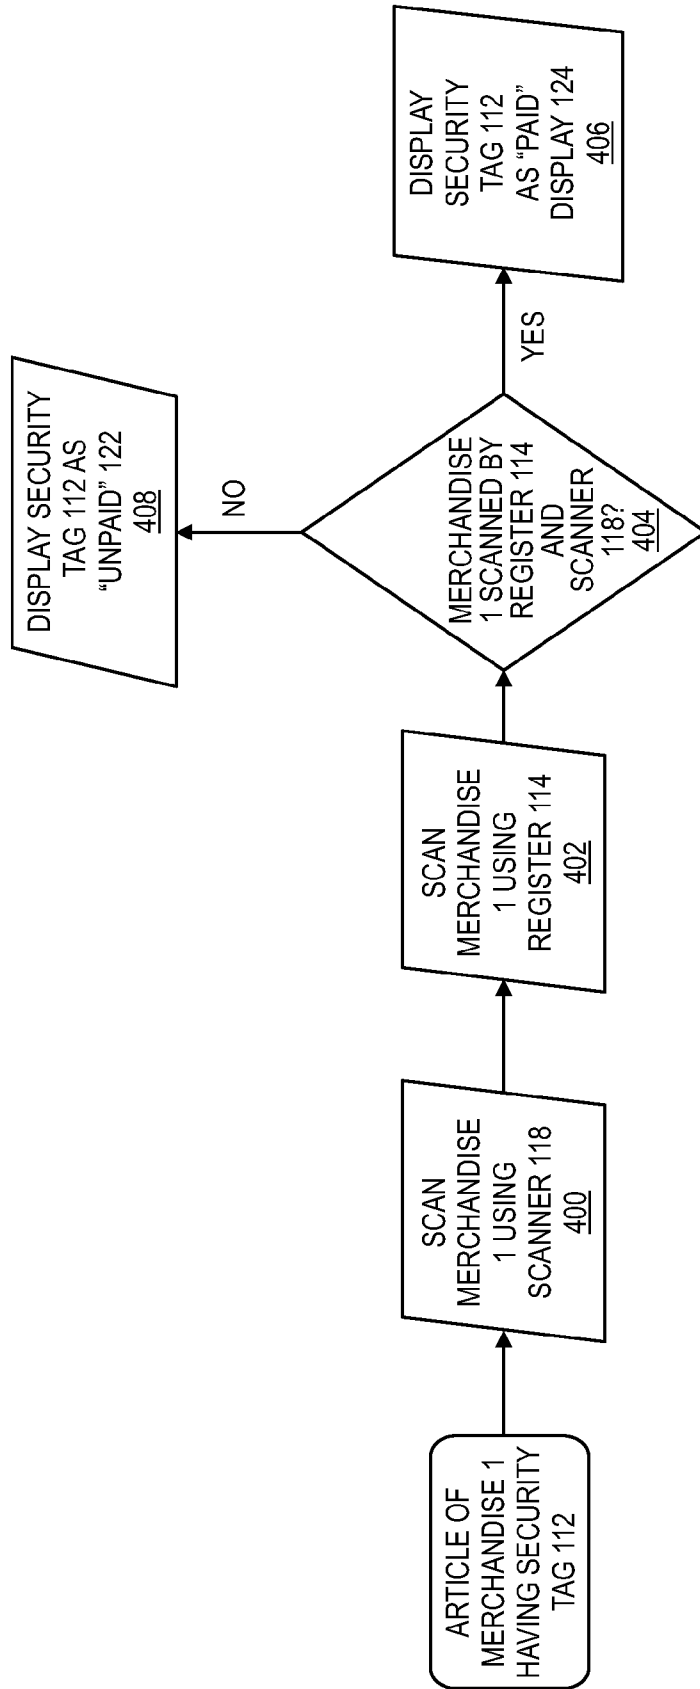 ARTICLE OF
MERCHANDISE 1
HAVING SECURITY
TAG 112
SCAN
MERCHANDISE
1 USING
SCANNER 118
400
SCAN
MERCHANDISE
1 USING
REGISTER 114
402
MERCHANDISE
1 SCANNED BY
REGISTER 114
AND
SCANNER
118?
404
NO
DISPLAY SECURITY
TAG 112 AS
“UNPAID” 122
408
YES
DISPLAY
SECURITY
TAG 112
AS “PAID”
DISPLAY 124
406